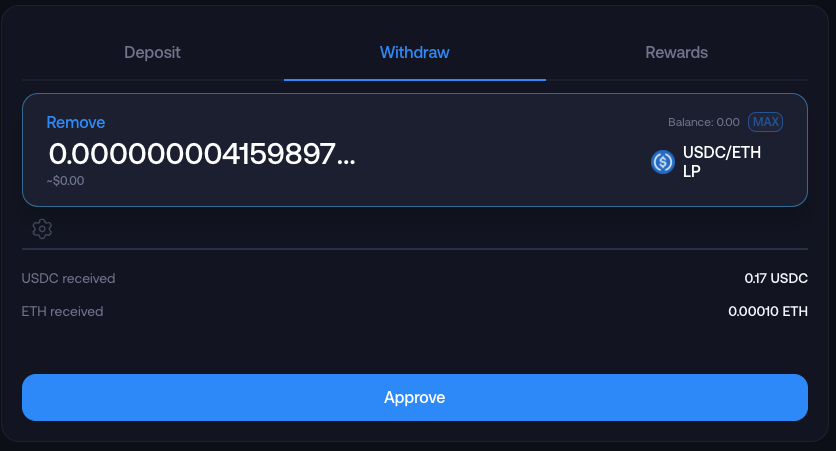 Deposit
Withdraw
Rewards
Remove
Balance: 0.00 MAX
0.000000004159897...
USDC/ETH
LP
~$0.00
USDC received
0.17 USDC
ETH received
0.00010 ETH
Approve